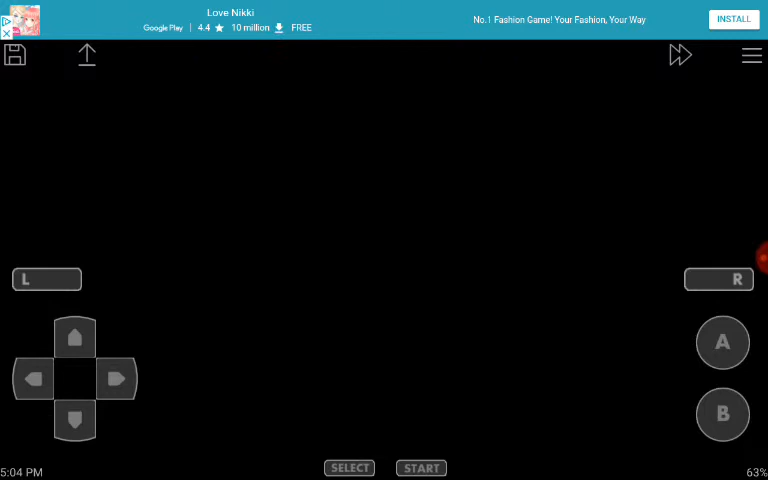 Love Nikki
Google Play 4.4 10 million FREE
No.1 Fashion Game! Your Fashion, Your Way
INSTALL
L
R
A
B
SELECT
START
5:04 PM
63%